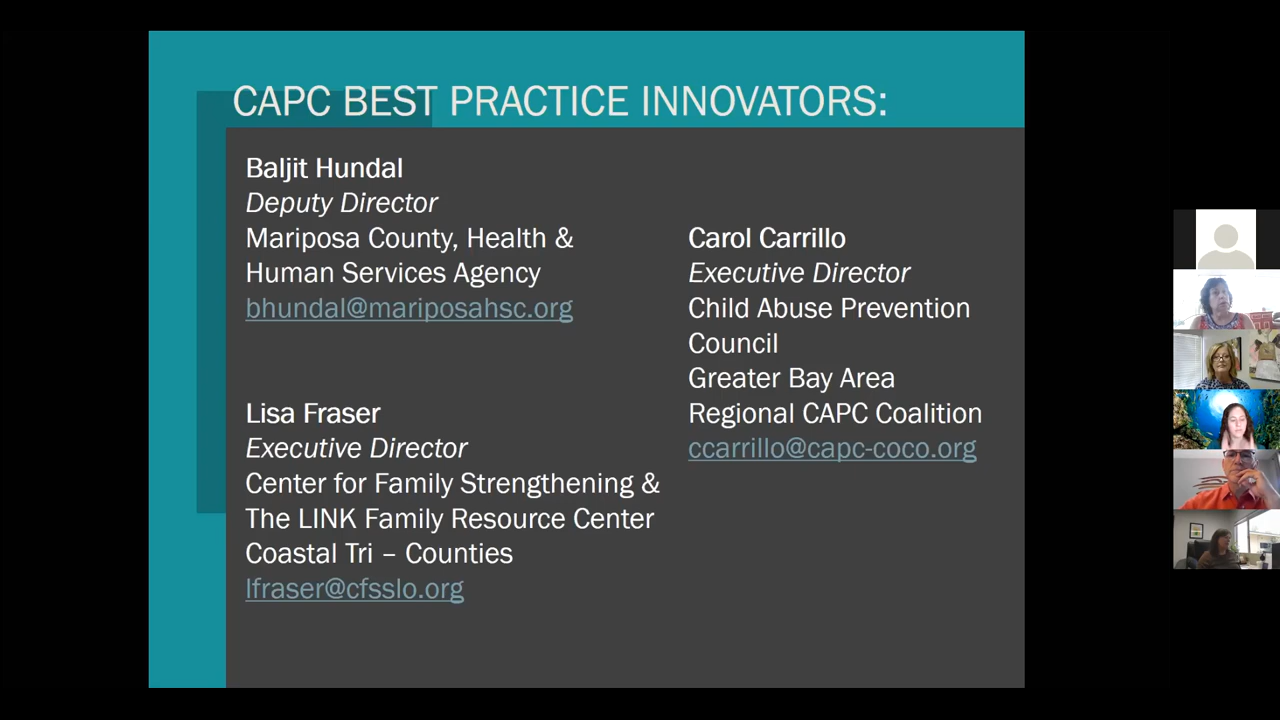 CAPC BEST PRACTICE INNOVATORS:
Baljit Hundal
Deputy Director
Mariposa County, Health &
Human Services Agency
bhundal@mariposahsc.org
Lisa Fraser
Executive Director
Center for Family Strengthening &
The LINK Family Resource Center
Coastal Tri – Counties
lfraser@cfsslo.org
Carol Carrillo
Executive Director
Child Abuse Prevention
Council
Greater Bay Area
Regional CAPC Coalition
ccarrillo@capc-coco.org